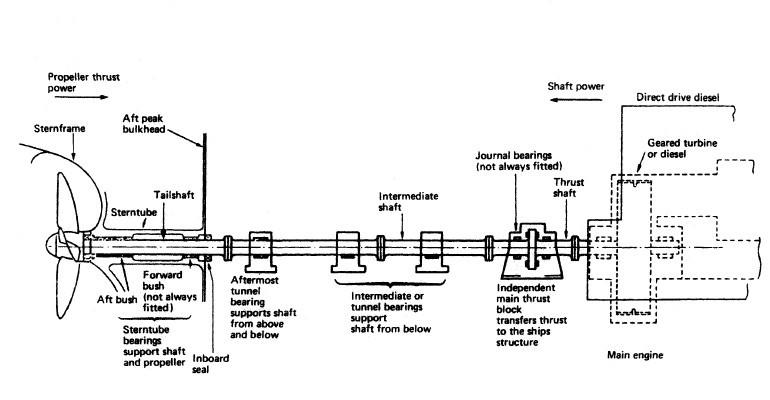 Propeller thrust
power
Shaft power
Direct drive diesel
Sternframe
Aft peak
bulkhead
Geared turbine
or diesel
Journal bearings
(not always fitted)
Tailshaft
Intermediate
shaft
Thrust
shaft
Sterntube
Aft bush
Forward
bush
(not always
fitted)
Aftermost
tunnel
bearing
supports shaft
from above
and below
Intermediate or
tunnel bearings
support
shaft from below
Independent
main thrust
block
transfers thrust
to the ships
structure
Sterntube
bearings
support shaft
and propeller
Inboard
seal
Main engine